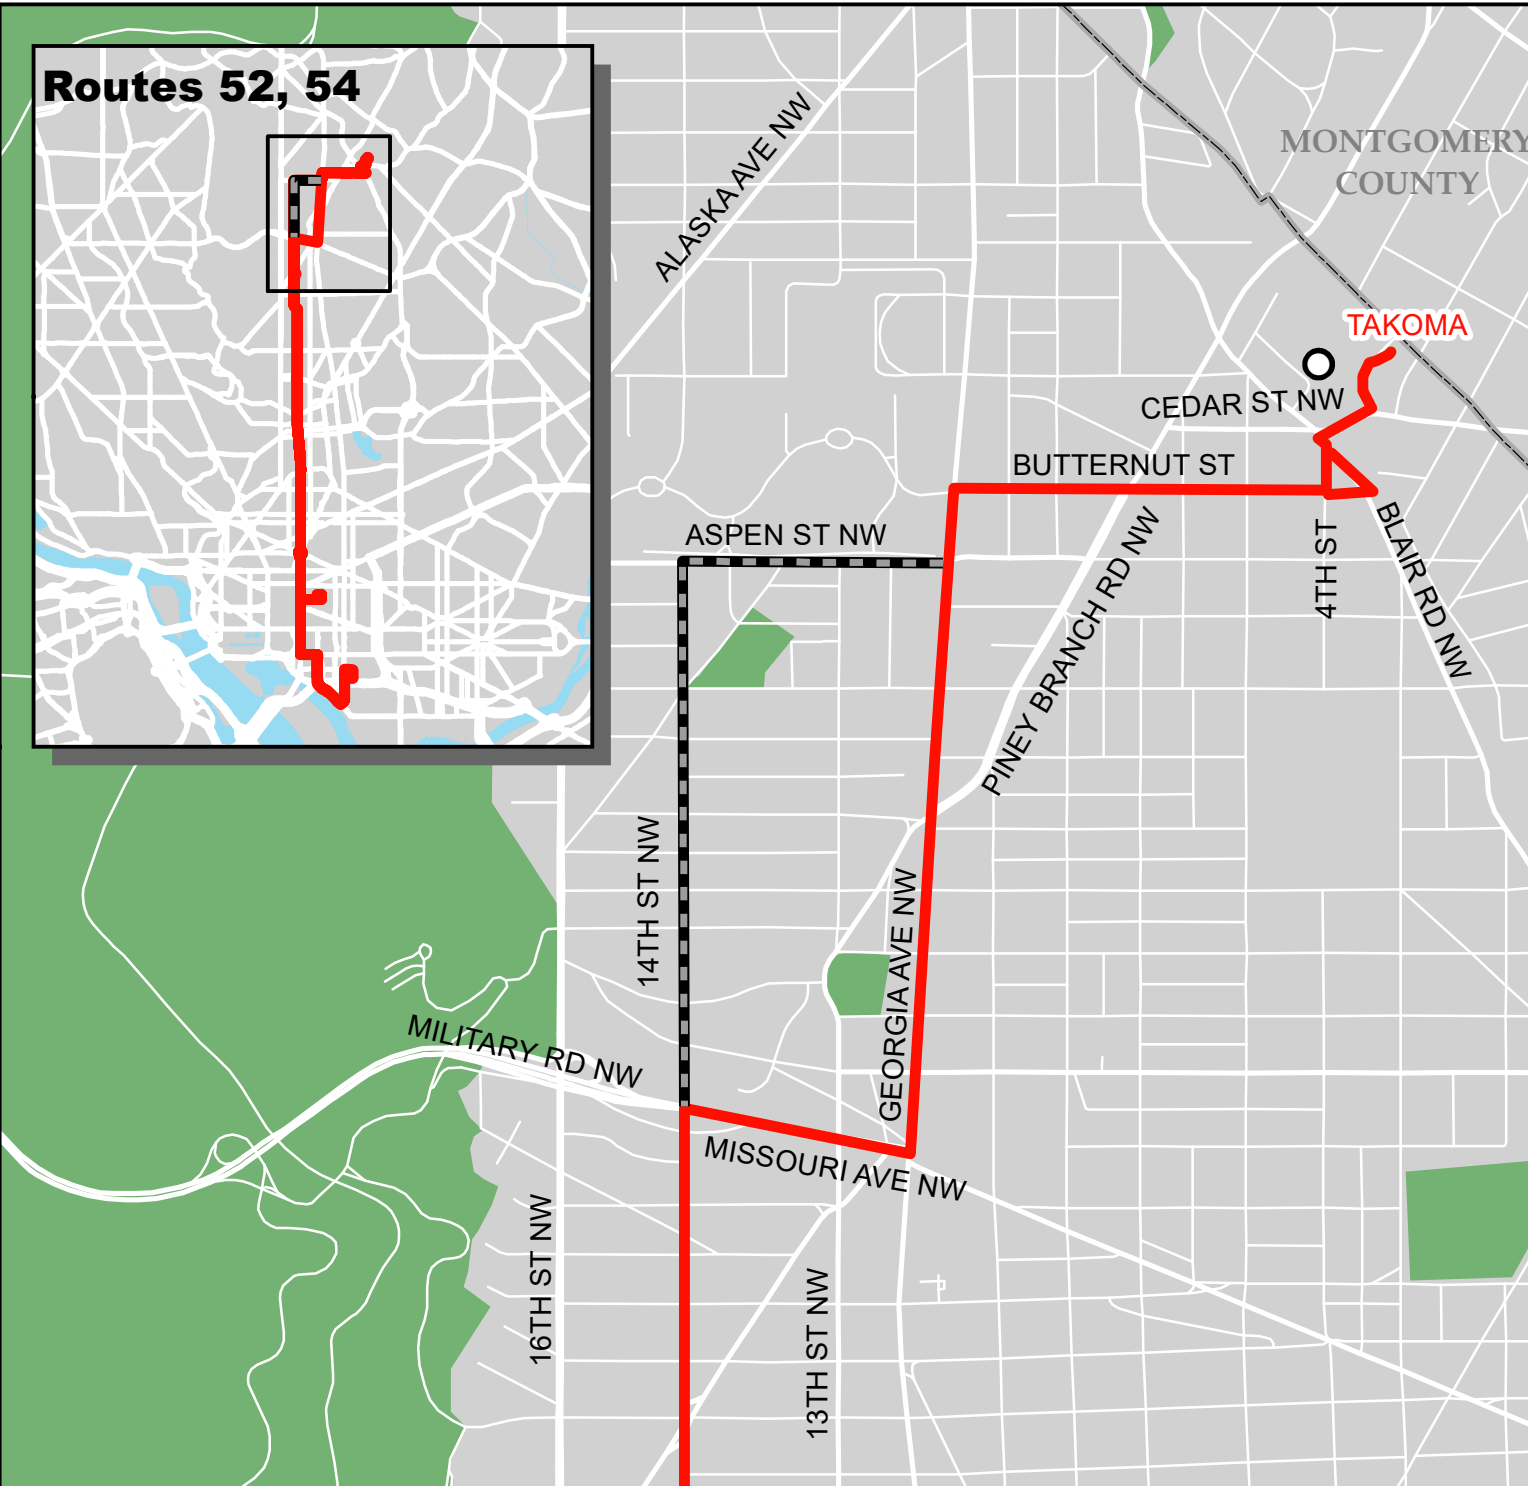 Routes 52, 54
ALASKA AVE NW
MONTGOMERY
COUNTY
TAKOMA
CEDAR ST NW
BUTTERNUT ST
ASPEN ST NW
4TH ST
BLAIR RD NW
PINEY BRANCH RD NW
14TH ST NW
GEORGIA AVE NW
MILITARY RD NW
MISSOURI AVE NW
16TH ST NW
13TH ST NW